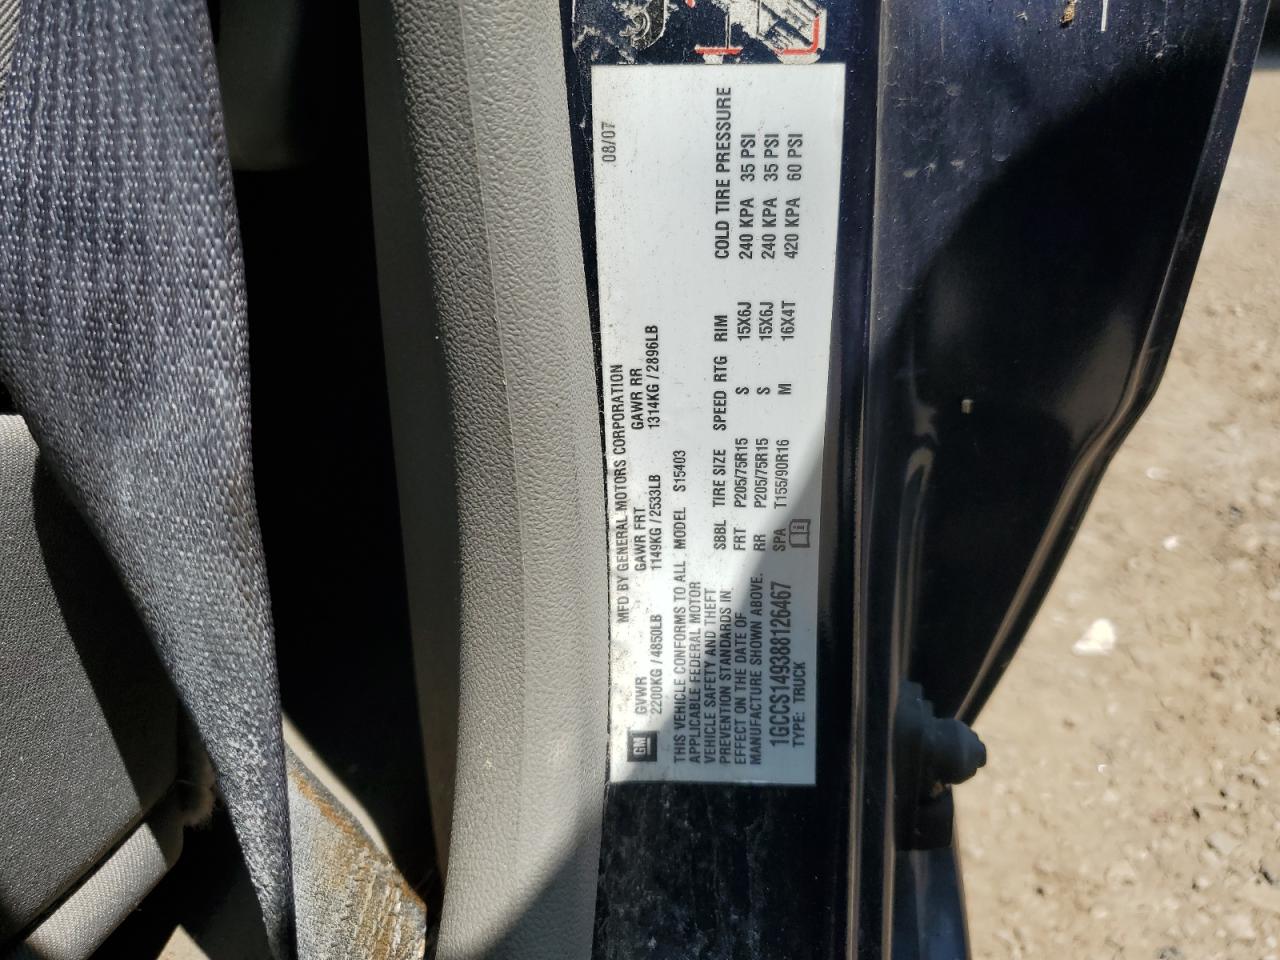 08/07
MFD BY GENERAL MOTORS CORPORATION
GM GVWR GAWR FRT GAWR RR
2200KG / 4850LB 1149KG / 2533LB 1314KG / 2896LB
THIS VEHICLE CONFORMS TO ALL MODEL S15403
APPLICABLE FEDERAL MOTOR
VEHICLE SAFETY AND THEFT
PREVENTION STANDARDS IN
EFFECT ON THE DATE OF
MANUFACTURE SHOWN ABOVE.
SBBL TIRE SIZE SPEED RTG RIM COLD TIRE PRESSURE
FRT P205/75R15 S 15X6J 240 KPA 35 PSI
RR P205/75R15 S 15X6J 240 KPA 35 PSI
SPA T155/90R16 M 16X4T 420 KPA 60 PSI
1GCCS149388126467
TYPE: TRUCK